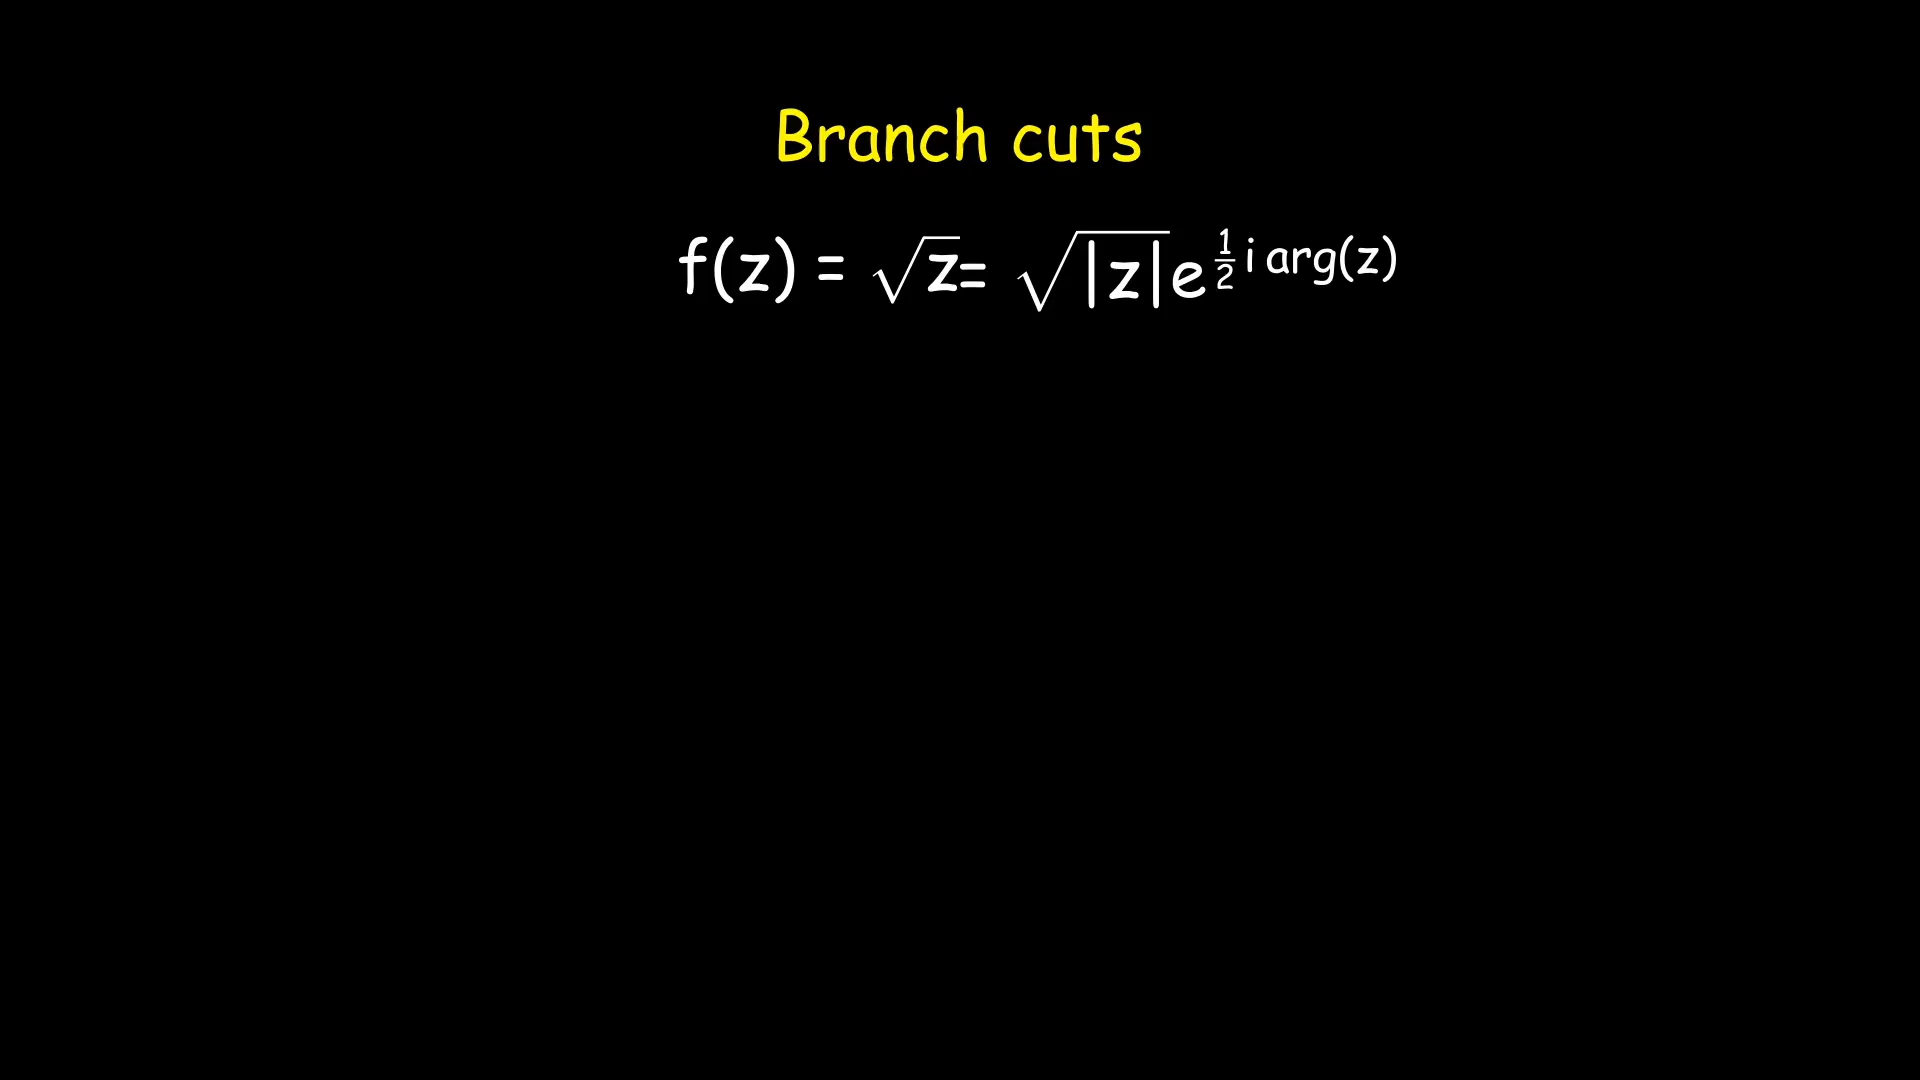 Branch cuts
f(z) = √z= √|z|e^{½ i arg(z)}